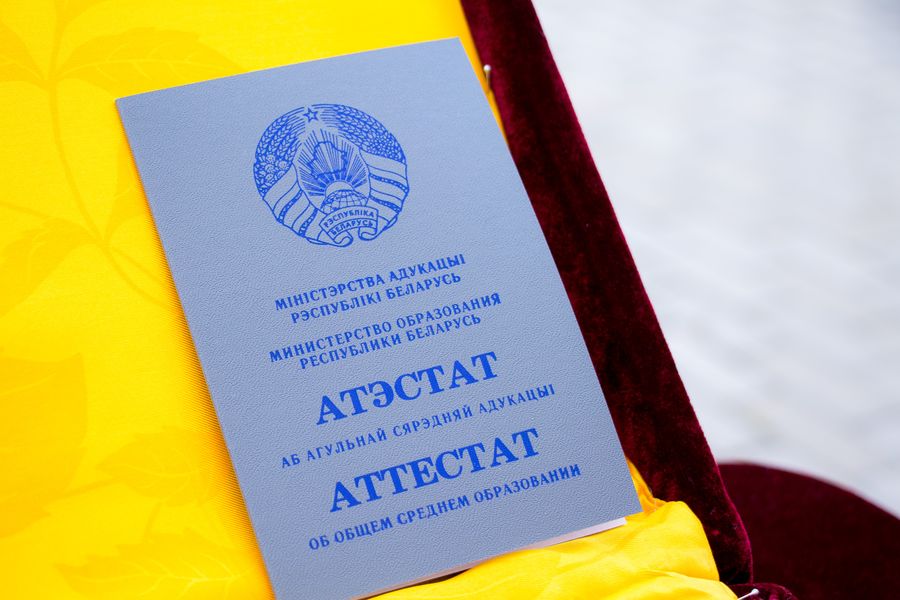 РЭСПУБЛІКА
БЕЛАРУСЬ
МІНІСТЭРСТВА АДУКАЦЫІ
РЭСПУБЛІКІ БЕЛАРУСЬ
МИНИСТЕРСТВО ОБРАЗОВАНИЯ
РЕСПУБЛИКИ БЕЛАРУСЬ
АТЭСТАТ
АБ АГУЛЬНАЙ СЯРЭДНЯЙ АДУКАЦЫІ
АТТЕСТАТ
ОБ ОБЩЕМ СРЕДНЕМ ОБРАЗОВАНИИ